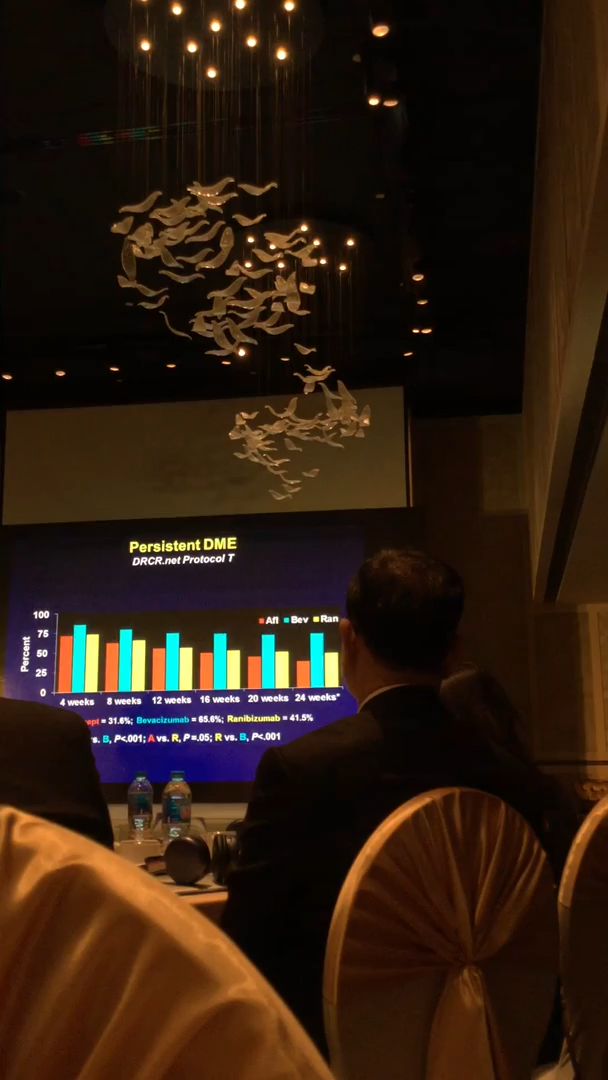 Persistent DME
DRCR.net Protocol T
Afl Bev Ran
100
75
50
25
0
Percent
4 weeks 8 weeks 12 weeks 16 weeks 20 weeks 24 weeks*
= 31.6%; Bevacizumab = 65.6%; Ranibizumab = 41.5%
vs. B, P<.001; A vs. R, P=.05; R vs. B, P<.001